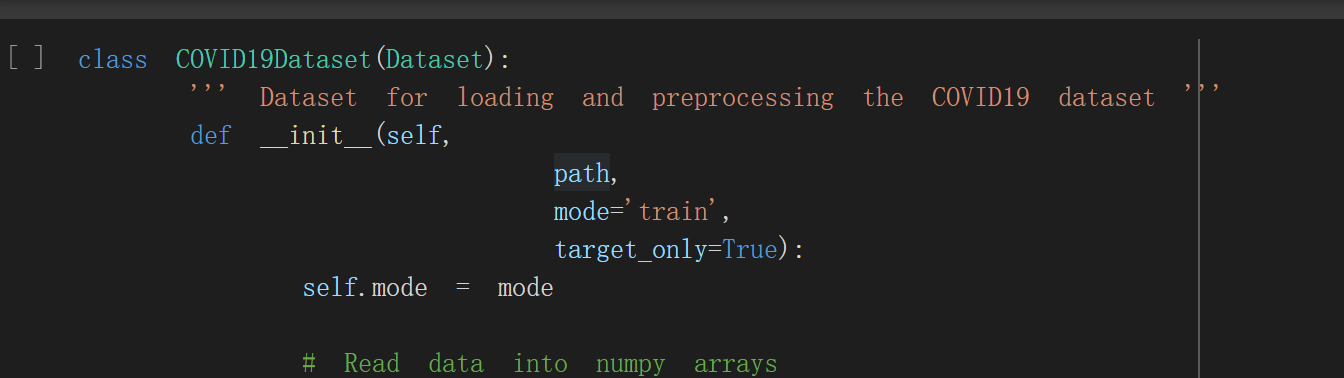 [ ] class COVID19Dataset(Dataset):
''' Dataset for loading and preprocessing the COVID19 dataset '''
def __init__(self,
path,
mode='train',
target_only=True):
self.mode = mode
# Read data into numpy arrays